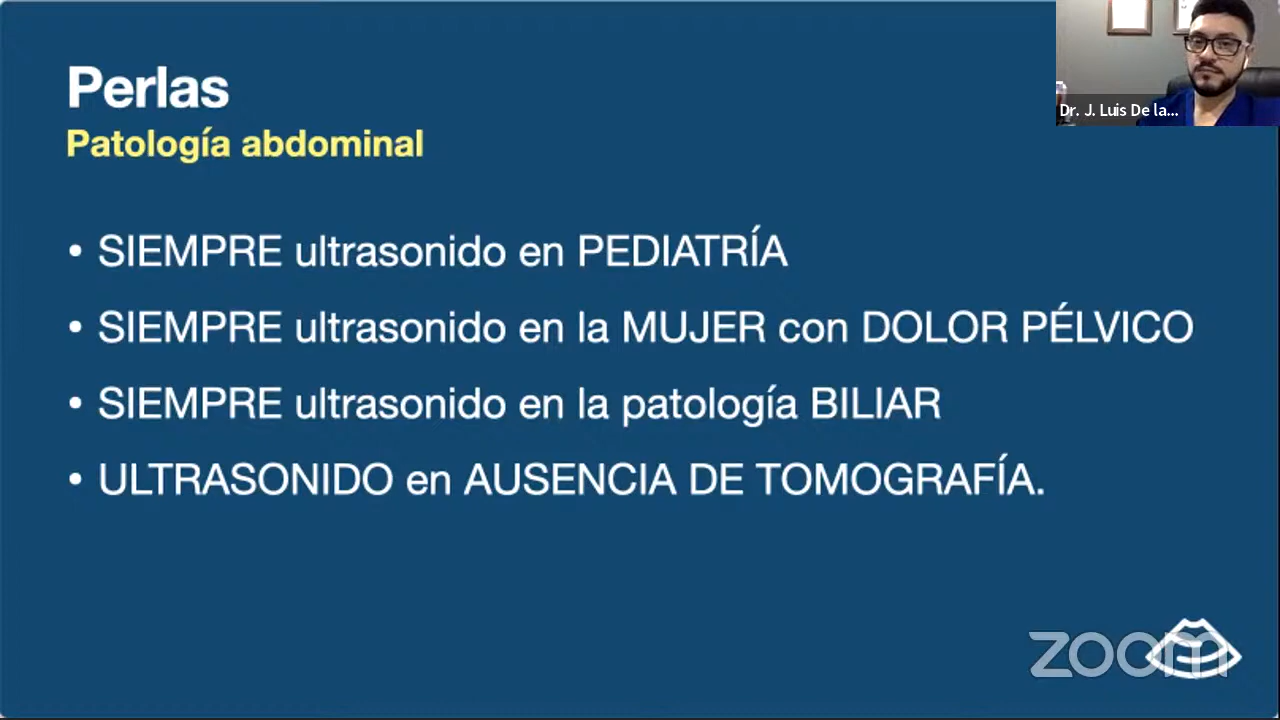 Perlas
Patología abdominal
• SIEMPRE ultrasonido en PEDIATRÍA
• SIEMPRE ultrasonido en la MUJER con DOLOR PÉLVICO
• SIEMPRE ultrasonido en la patología BILIAR
• ULTRASONIDO en AUSENCIA DE TOMOGRAFÍA.
Dr. J. Luis De la...
zoom